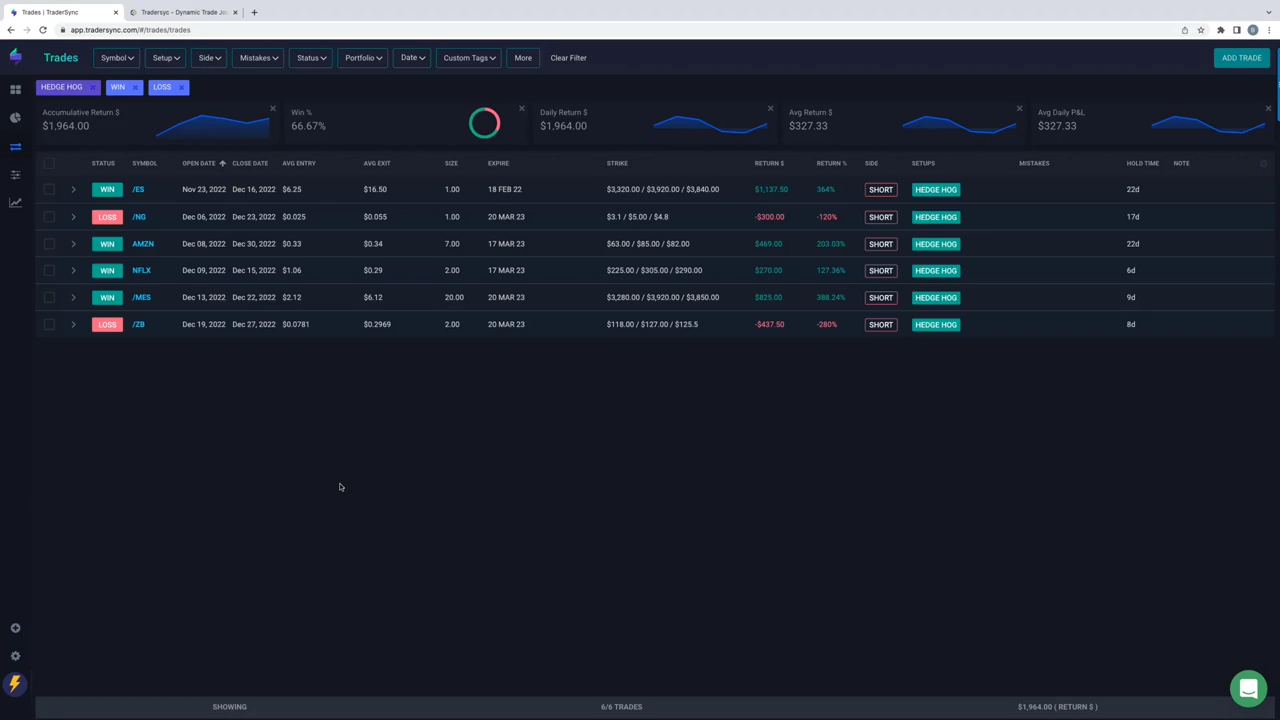 Trades | TraderSync
Tradersyc - Dynamic Trade Jo
app.tradersync.com/#/trades/trades
B
Trades
Symbol
Setup
Side
Mistakes
Status
Portfolio
Date
Custom Tags
More
Clear Filter
ADD TRADE
HEDGE HOG × WIN × LOSS ×
Accumulative Return $
$1,964.00
Win %
66.67%
Daily Return $
$1,964.00
Avg Return $
$327.33
Avg Daily P&L
$327.33
STATUS SYMBOL OPEN DATE CLOSE DATE AVG ENTRY AVG EXIT SIZE EXPIRE STRIKE RETURN $ RETURN % SIDE SETUPS MISTAKES HOLD TIME NOTE
WIN /ES Nov 23, 2022 Dec 16, 2022 $6.25 $16.50 1.00 18 FEB 22 $3,320.00 / $3,920.00 / $3,840.00 $1,137.50 364% SHORT HEDGE HOG 22d
LOSS /NG Dec 06, 2022 Dec 23, 2022 $0.025 $0.055 1.00 20 MAR 23 $3.1 / $5.00 / $4.8 -$300.00 -120% SHORT HEDGE HOG 17d
WIN AMZN Dec 08, 2022 Dec 30, 2022 $0.33 $0.34 7.00 17 MAR 23 $63.00 / $85.00 / $82.00 $469.00 203.03% SHORT HEDGE HOG 22d
WIN NFLX Dec 09, 2022 Dec 15, 2022 $1.06 $0.29 2.00 17 MAR 23 $225.00 / $305.00 / $290.00 $270.00 127.36% SHORT HEDGE HOG 6d
WIN /MES Dec 13, 2022 Dec 22, 2022 $2.12 $6.12 20.00 20 MAR 23 $3,280.00 / $3,920.00 / $3,850.00 $825.00 388.24% SHORT HEDGE HOG 9d
LOSS /ZB Dec 19, 2022 Dec 27, 2022 $0.0781 $0.2969 2.00 20 MAR 23 $118.00 / $127.00 / $125.5 -$437.50 -280% SHORT HEDGE HOG 8d
SHOWING 6/6 TRADES $1,964.00 ( RETURN $ )